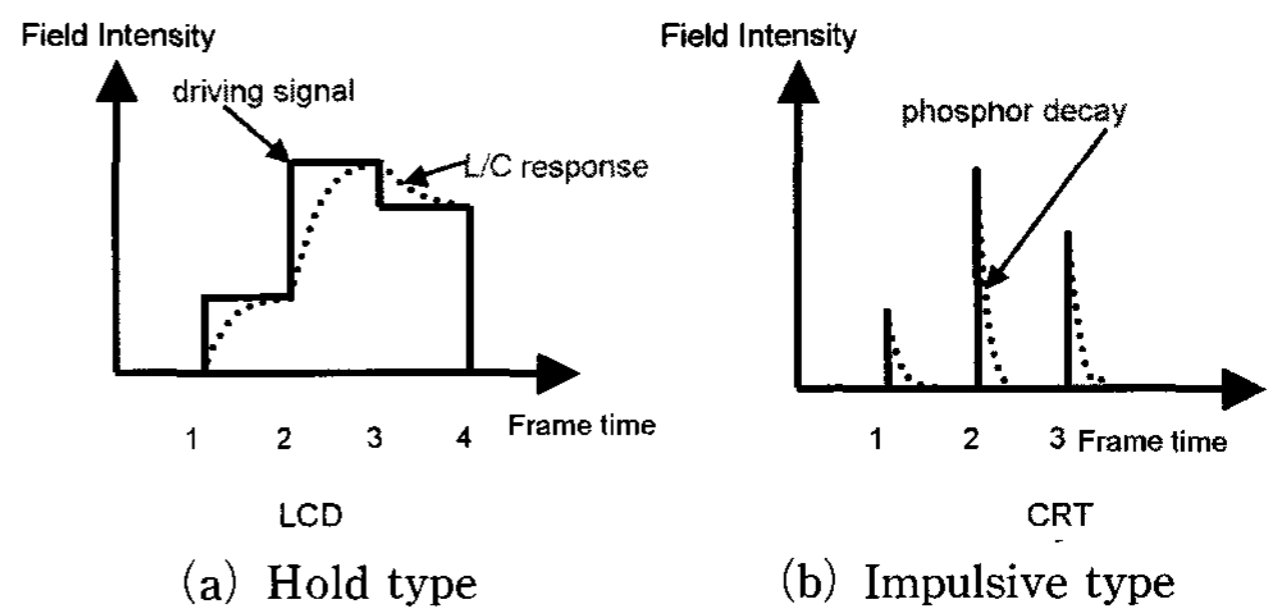 Field Intensity
driving signal
L/C response
1 2 3 4 Frame time
LCD
(a) Hold type
Field Intensity
phosphor decay
1 2 3 Frame time
CRT
(b) Impulsive type